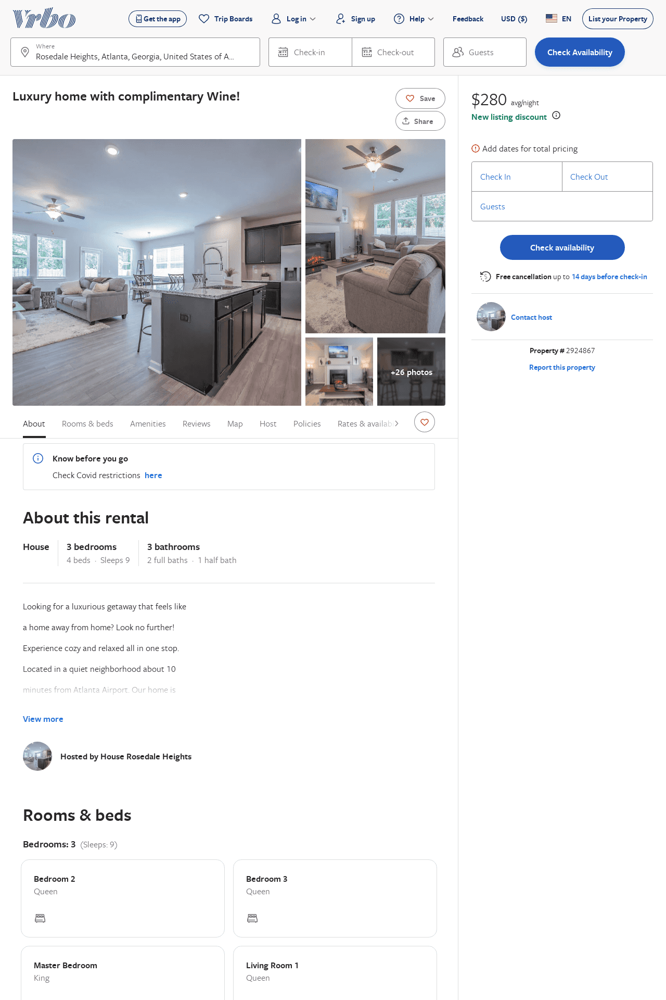 Vrbo
Get the app
Trip Boards
Log in
Sign up
Help
Feedback
USD ($)
EN
List your Property
Where
Rosedale Heights, Atlanta, Georgia, United States of A...
Check-in
Check-out
Guests
Check Availability
Luxury home with complimentary Wine!
Save
Share
+26 photos
$280 avg/night
New listing discount
Add dates for total pricing
Check In
Check Out
Guests
Check availability
Free cancellation up to 14 days before check-in
Contact host
Property # 2924867
Report this property
About
Rooms & beds
Amenities
Reviews
Map
Host
Policies
Rates & availab
Know before you go
Check Covid restrictions here
About this rental
House
3 bedrooms
4 beds · Sleeps 9
3 bathrooms
2 full baths · 1 half bath
Looking for a luxurious getaway that feels like
a home away from home? Look no further!
Experience cozy and relaxed all in one stop.
Located in a quiet neighborhood about 10
minutes from Atlanta Airport. Our home is
View more
Hosted by House Rosedale Heights
Rooms & beds
Bedrooms: 3 (Sleeps: 9)
Bedroom 2
Queen
Bedroom 3
Queen
Master Bedroom
King
Living Room 1
Queen